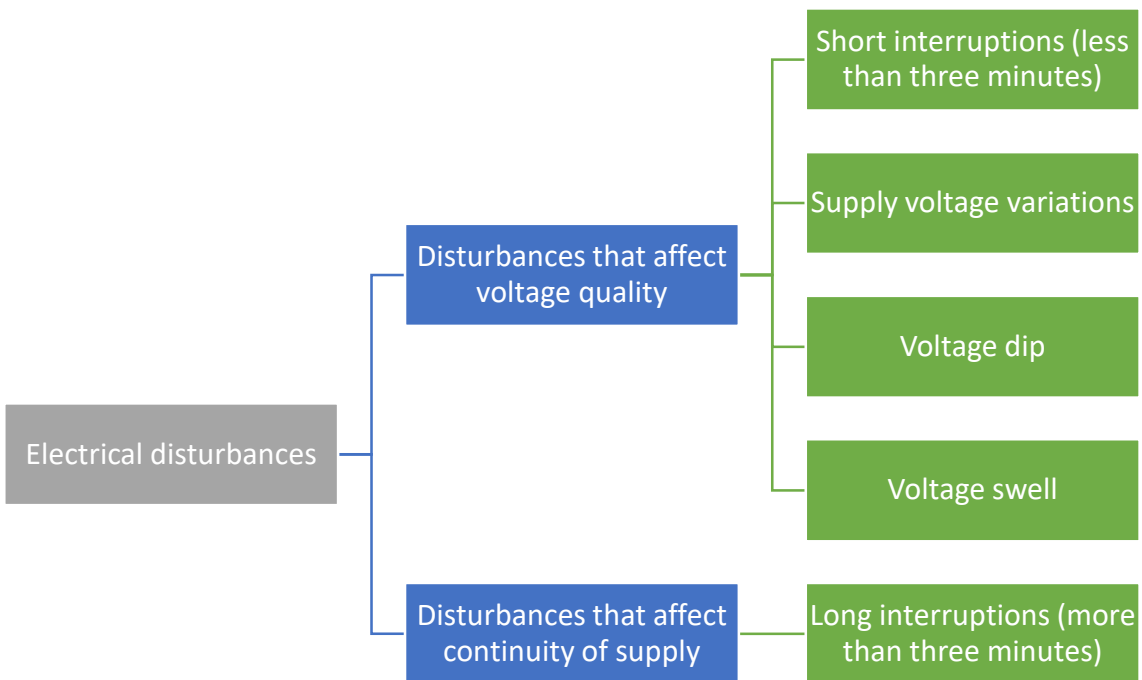 Short interruptions (less
than three minutes)
Supply voltage variations
Disturbances that affect
voltage quality
Voltage dip
Electrical disturbances
Voltage swell
Disturbances that affect
continuity of supply
Long interruptions (more
than three minutes)